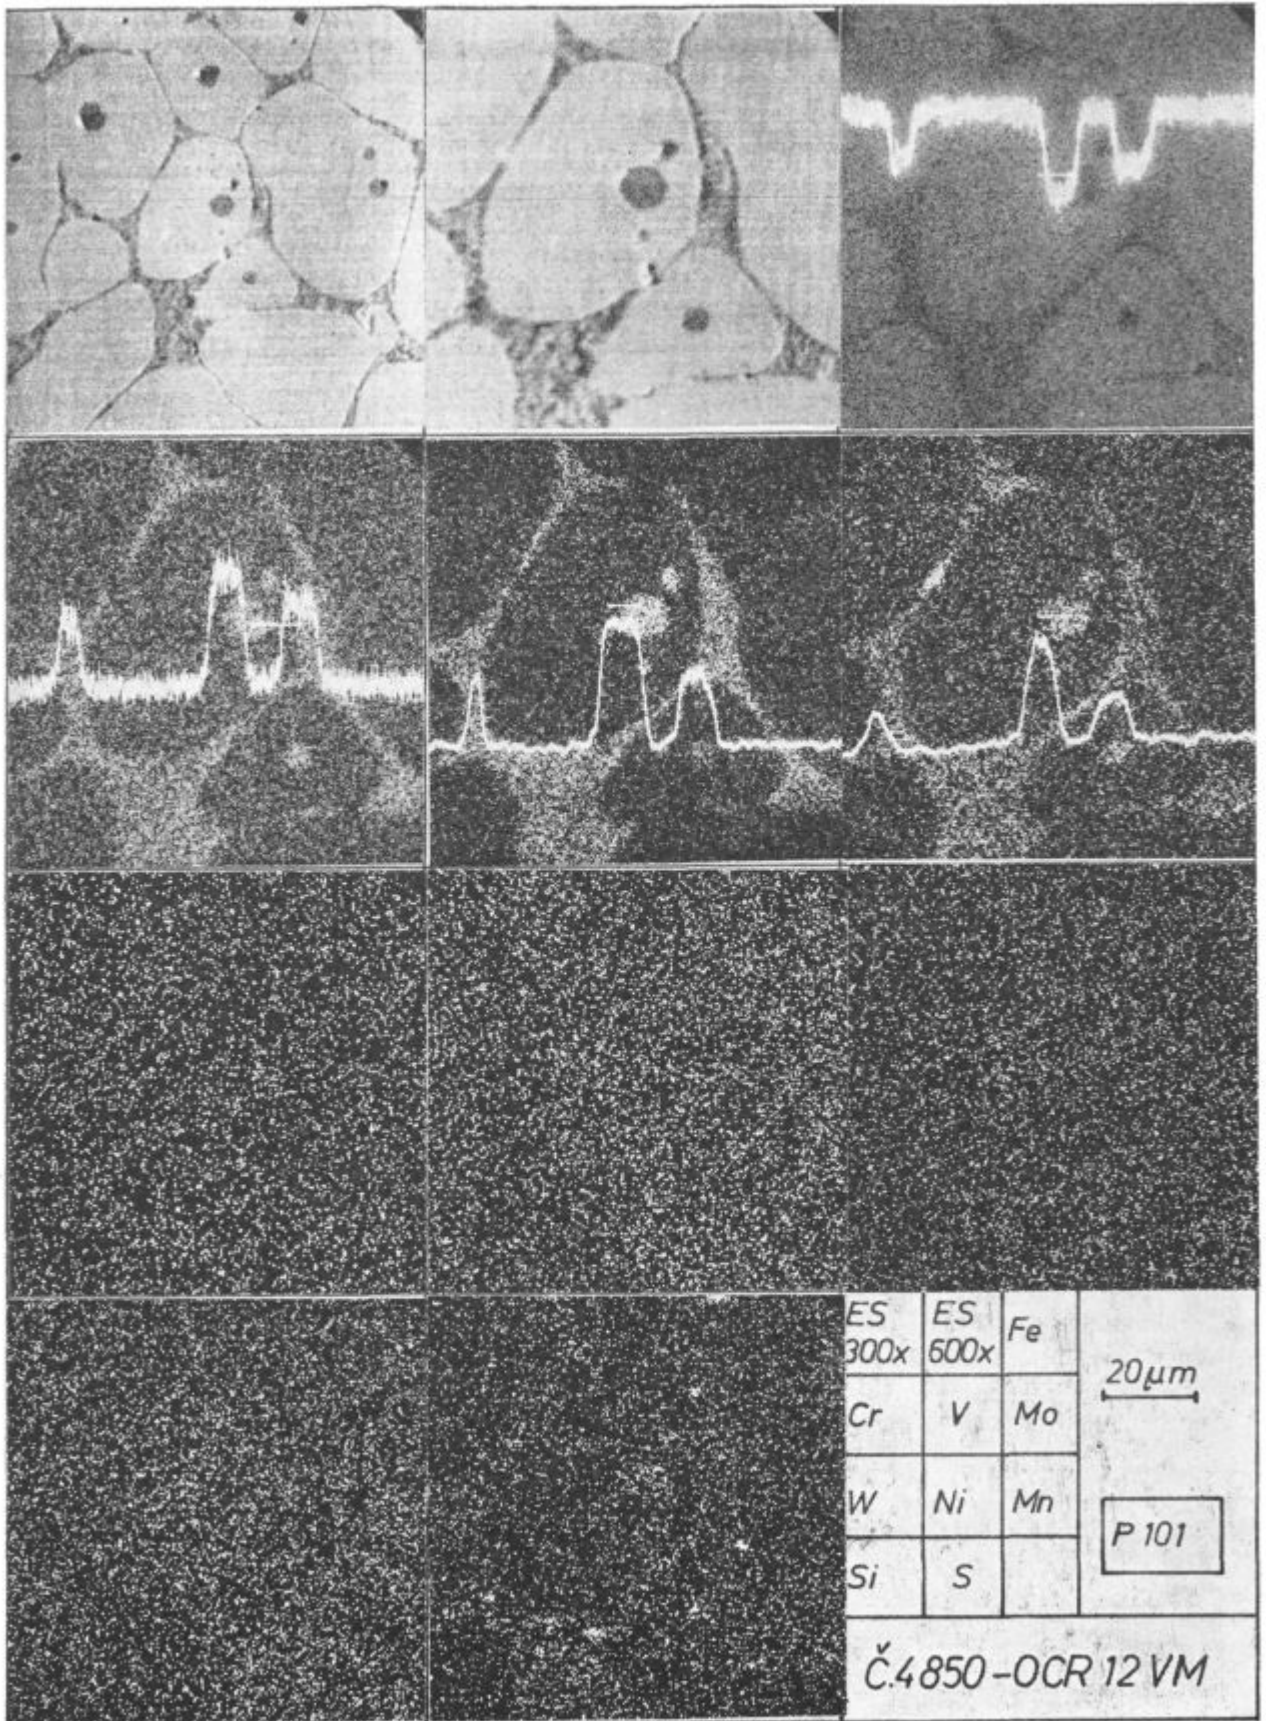 ES 300x
ES 600x
Fe
Cr
V
Mo
W
Ni
Mn
Si
S
20μm
P 101
Č.4850-OCR 12 VM